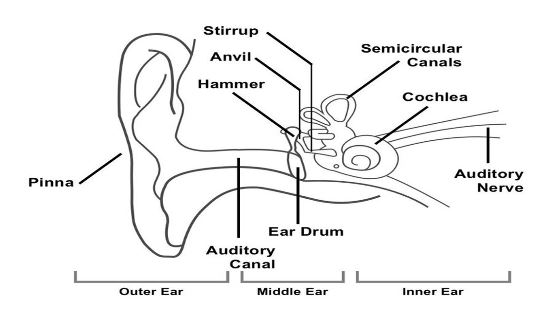 Stirrup
Anvil
Hammer
Semicircular
Canals
Cochlea
Pinna
Auditory
Nerve
Ear Drum
Auditory
Canal
Outer Ear
Middle Ear
Inner Ear